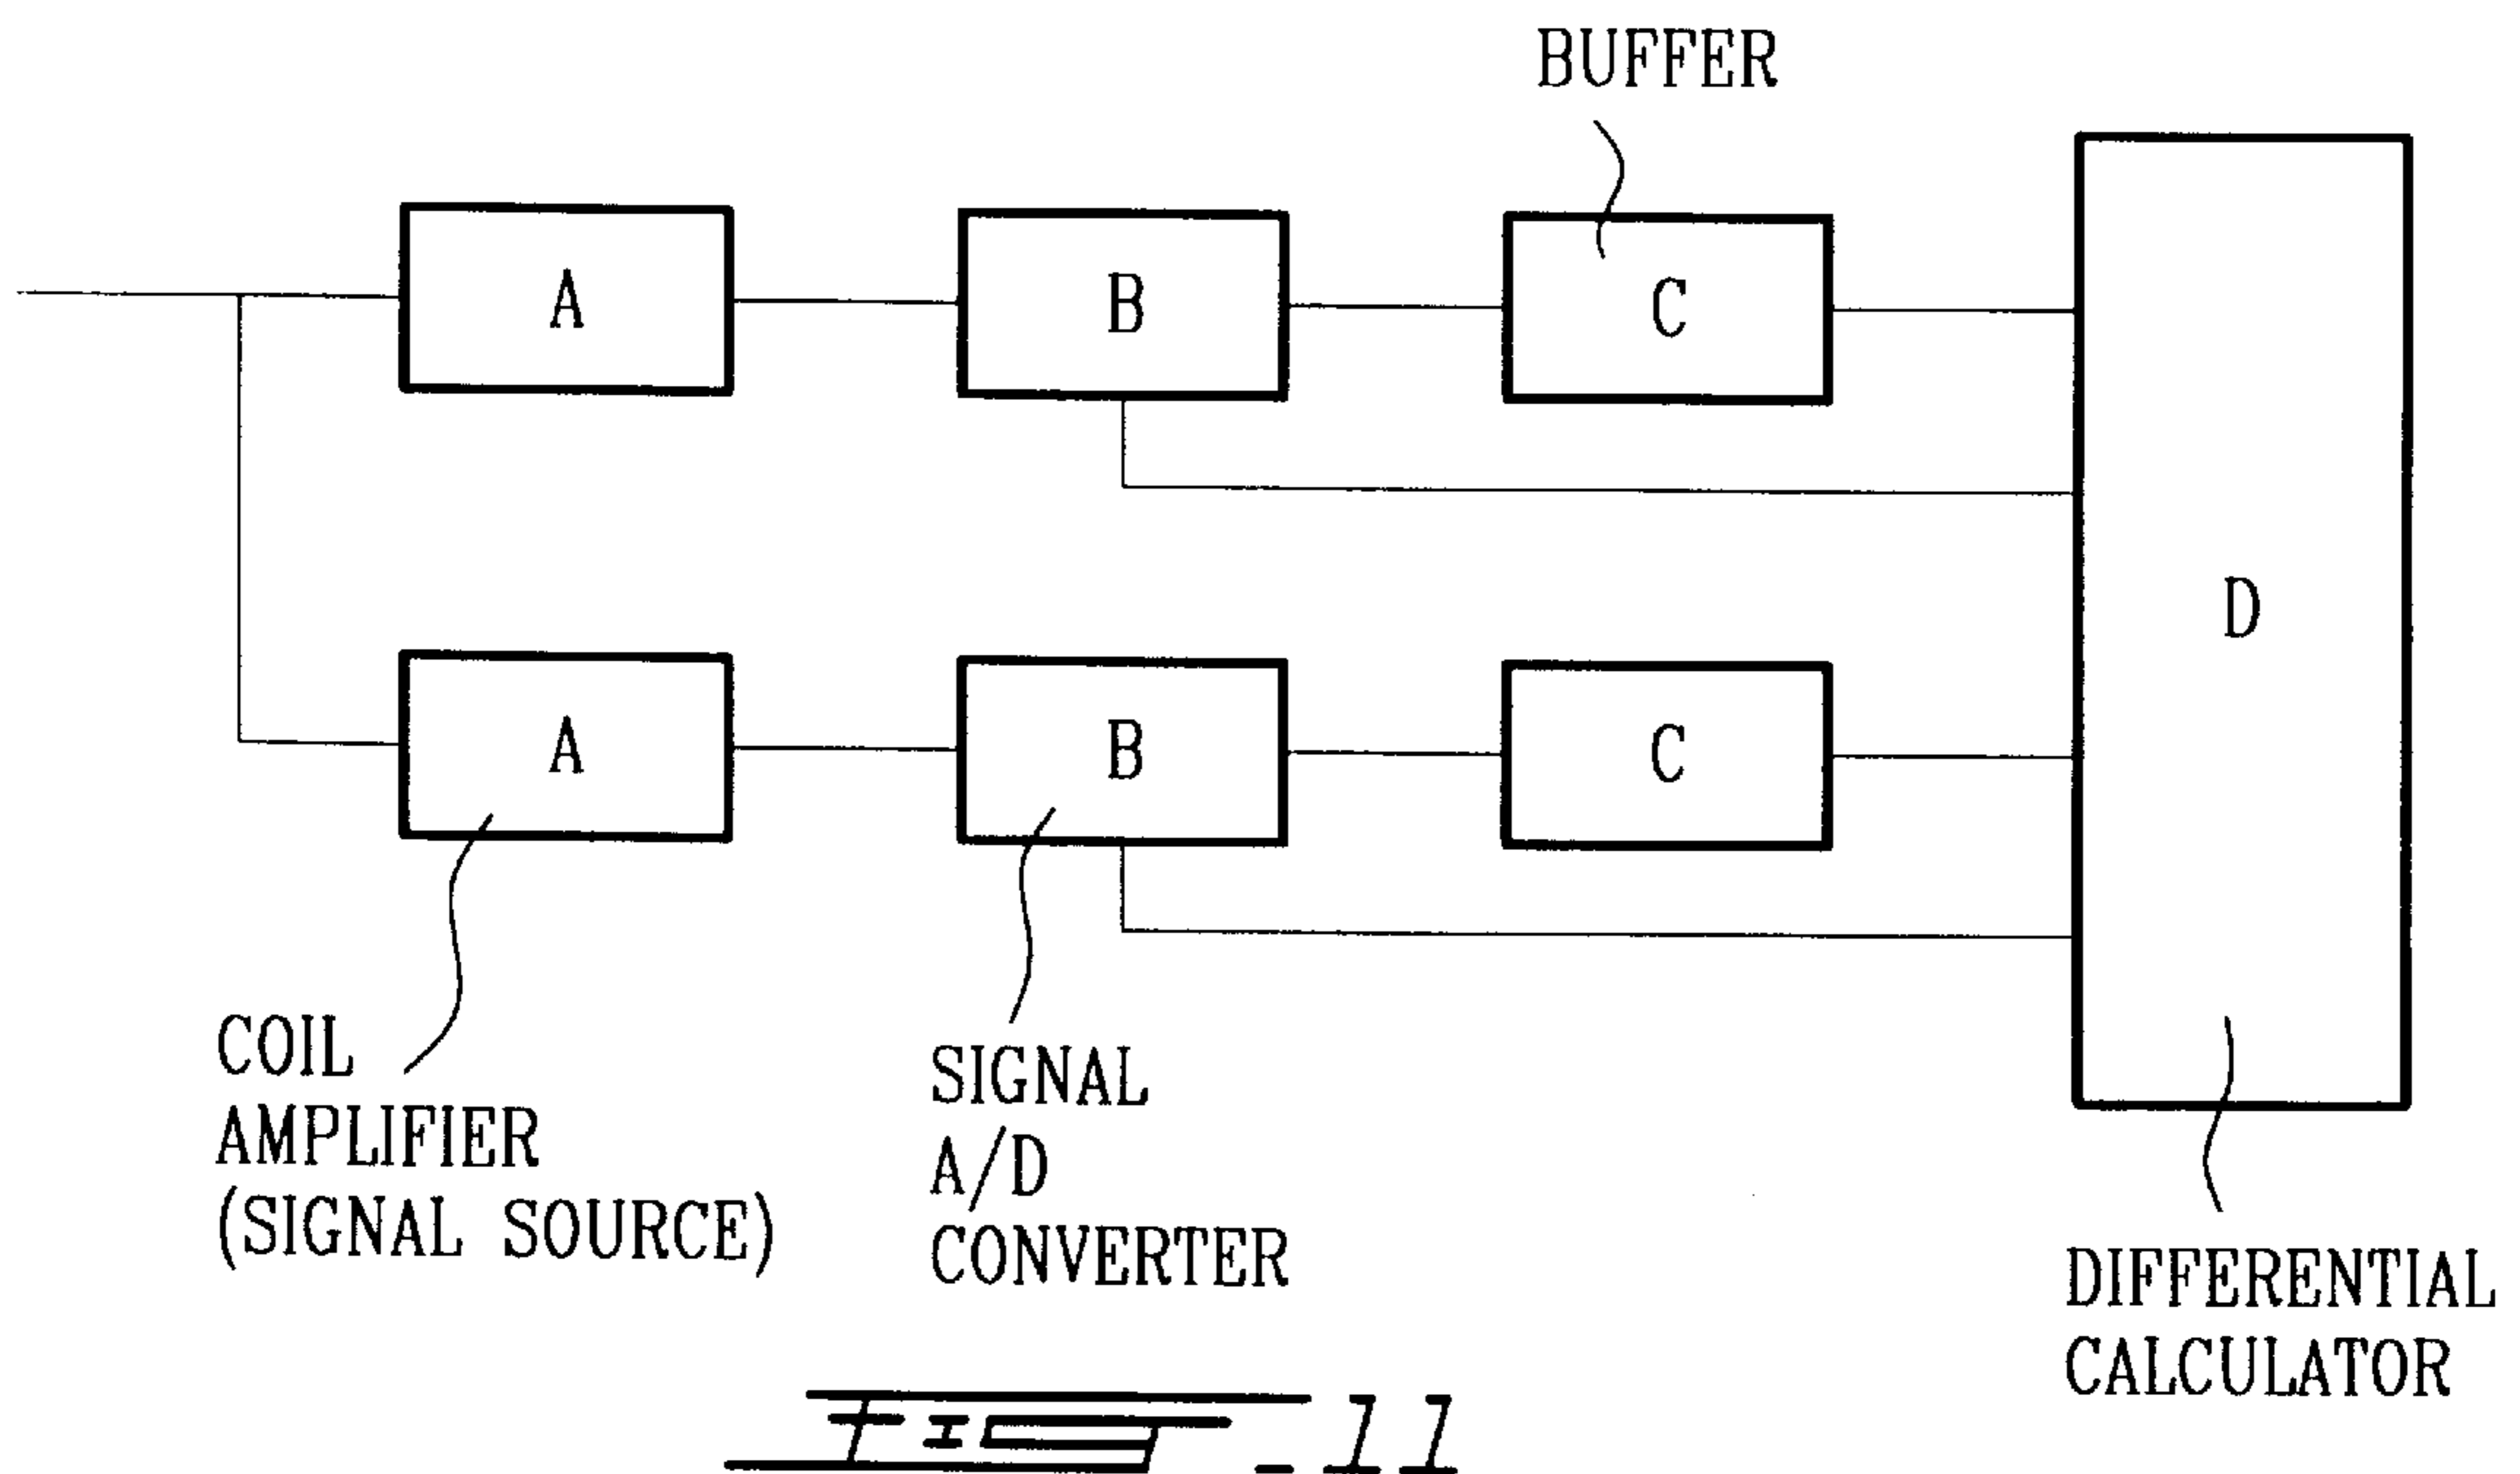 BUFFER
A
B
C
D
A
B
C
COIL
AMPLIFIER
(SIGNAL SOURCE)
SIGNAL
A/D
CONVERTER
DIFFERENTIAL
CALCULATOR
FIG_11